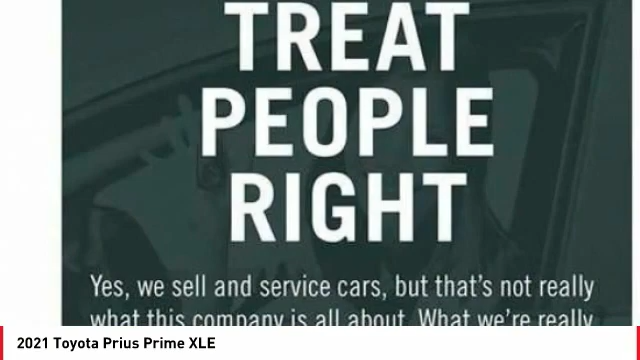 TREAT
PEOPLE
RIGHT
Yes, we sell and service cars, but that's not really
what this company is all about. What we're really
2021 Toyota Prius Prime XLE